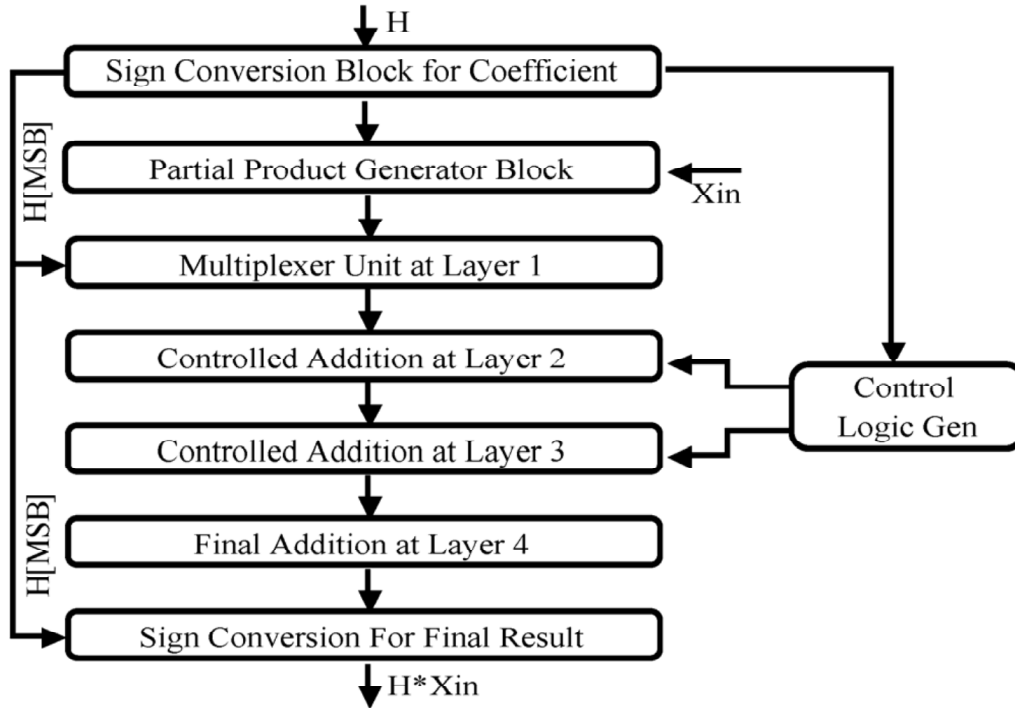 H
Sign Conversion Block for Coefficient
H[MSB]
Partial Product Generator Block
Xin
Multiplexer Unit at Layer 1
Controlled Addition at Layer 2
Control
Logic Gen
Controlled Addition at Layer 3
H[MSB]
Final Addition at Layer 4
Sign Conversion For Final Result
H*Xin